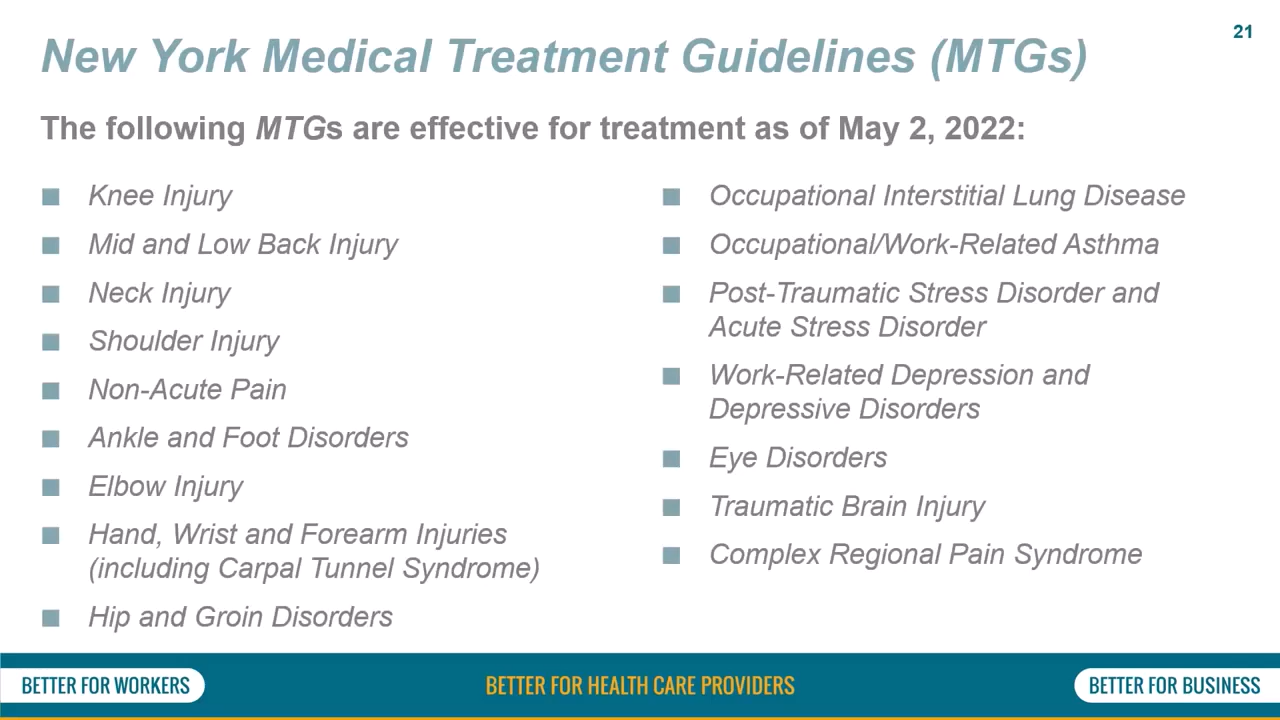 21
New York Medical Treatment Guidelines (MTGs)
The following MTGs are effective for treatment as of May 2, 2022:
Knee Injury
Mid and Low Back Injury
Neck Injury
Shoulder Injury
Non-Acute Pain
Ankle and Foot Disorders
Elbow Injury
Hand, Wrist and Forearm Injuries
(including Carpal Tunnel Syndrome)
Hip and Groin Disorders
Occupational Interstitial Lung Disease
Occupational/Work-Related Asthma
Post-Traumatic Stress Disorder and
Acute Stress Disorder
Work-Related Depression and
Depressive Disorders
Eye Disorders
Traumatic Brain Injury
Complex Regional Pain Syndrome
BETTER FOR WORKERS
BETTER FOR HEALTH CARE PROVIDERS
BETTER FOR BUSINESS